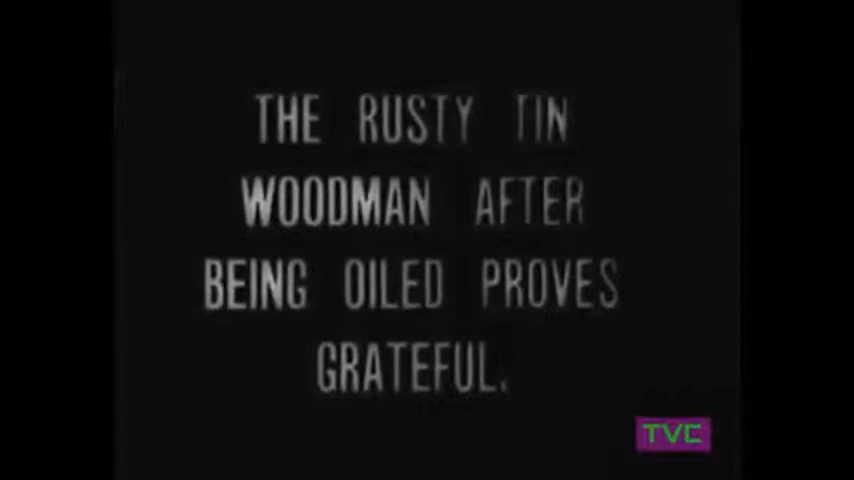 THE RUSTY TIN
WOODMAN AFTER
BEING OILED PROVES
GRATEFUL.
TVC